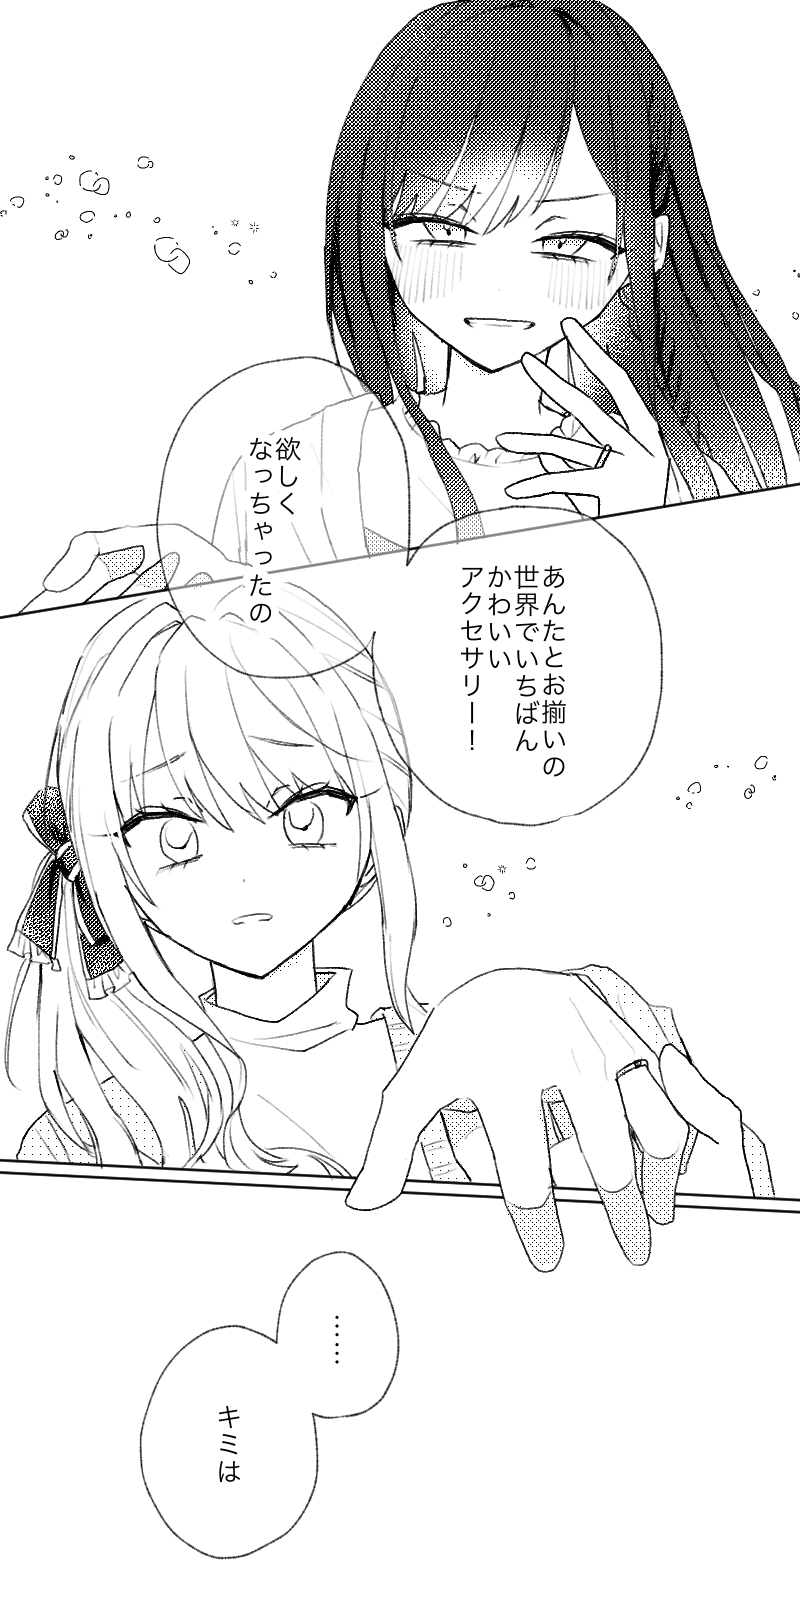 あんたとお揃いの
世界でいちばん
かわいい
アクセサリー！
欲しく
なっちゃったの
……
キミは